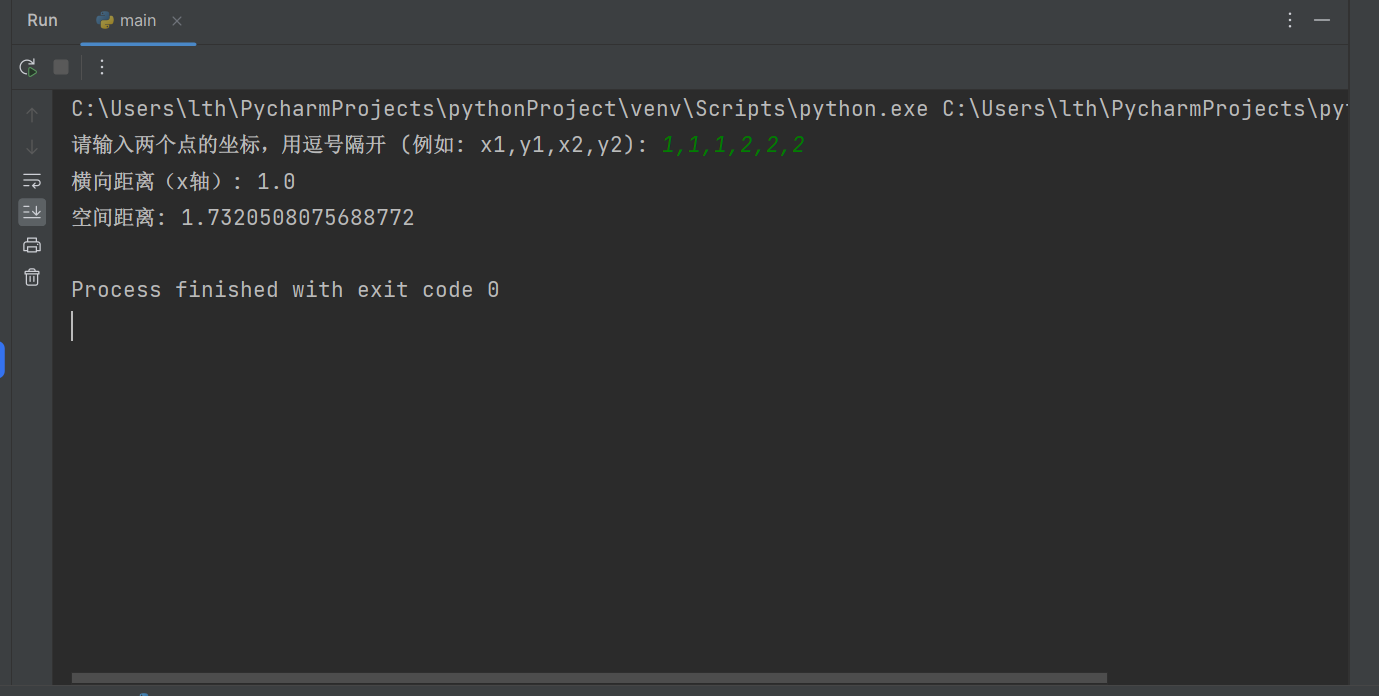 Run main
C:\Users\lth\PycharmProjects\pythonProject\venv\Scripts\python.exe C:\Users\lth\PycharmProjects\pyt
请输入两个点的坐标，用逗号隔开 (例如: x1,y1,x2,y2): 1,1,1,2,2,2
横向距离（x轴）: 1.0
空间距离: 1.7320508075688772
Process finished with exit code 0